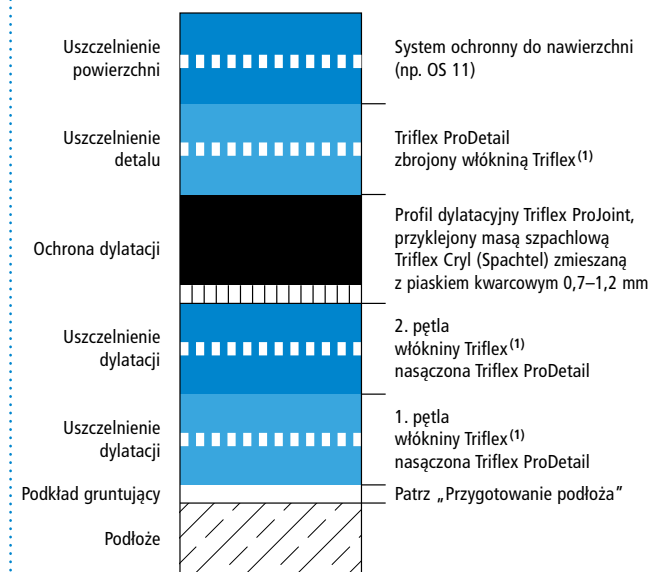 Uszczelnienie
powierzchni
System ochronny do nawierzchni
(np. OS 11)
Uszczelnienie
detalu
Triflex ProDetail
zbrojony włókniną Triflex(1)
Ochrona dylatacji
Profil dylatacyjny Triflex ProJoint,
przyklejony masą szpachlową
Triflex Cryl (Spachtel) zmieszaną
z piaskiem kwarcowym 0,7–1,2 mm
Uszczelnienie
dylatacji
2. pętla
włókniny Triflex(1)
nasączona Triflex ProDetail
Uszczelnienie
dylatacji
1. pętla
włókniny Triflex(1)
nasączona Triflex ProDetail
Podkład gruntujący
Patrz „Przygotowanie podłoża”
Podłoże